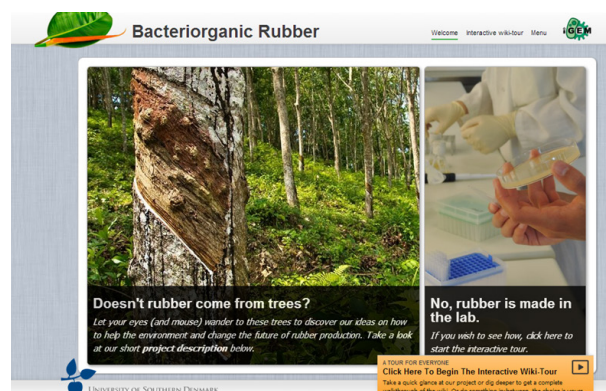 Bacteriorganic Rubber
Welcome Interactive wiki-tour Menu
iGEM
Doesn't rubber come from trees?
Let your eyes (and mouse) wander to these trees to discover our ideas on how
to help the environment and change the future of rubber production. Take a look
at our short project description below.
No, rubber is made in
the lab.
If you wish to see how, click here to
start the interactive tour.
A TOUR FOR EVERYONE
Click Here To Begin The Interactive Wiki-Tour
Take a quick glance at our project or dig deeper to get a complete
UNIVERSITY OF SOUTHERN DENMARK